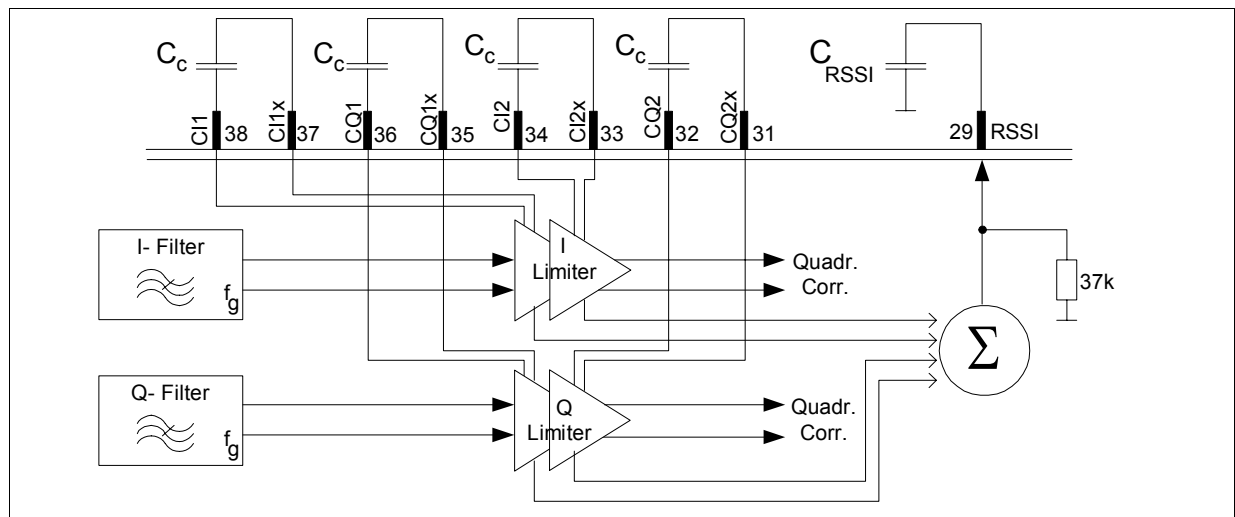 Cc Cc Cc Cc CRSSI
CI1 38 CI1x 37 CQ1 36 CQ1x 35 CI2 34 CI2x 33 CQ2 32 CQ2x 31 29 RSSI
I- Filter
fg
I
Limiter
Quadr.
Corr.
37k
Σ
Q- Filter
fg
Q
Limiter
Quadr.
Corr.